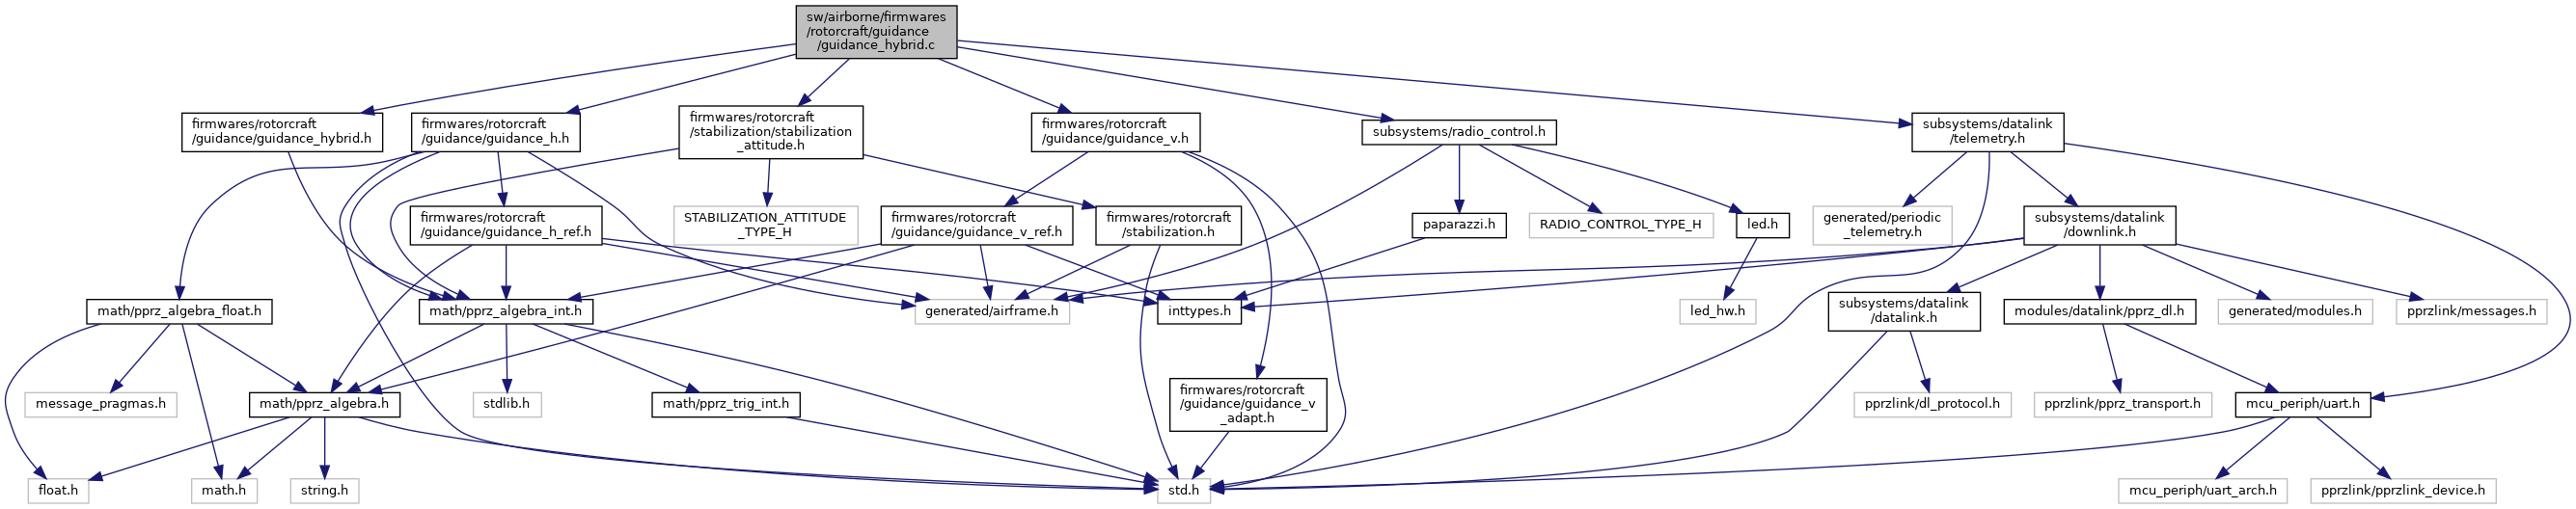 sw/airborne/firmwares
/rotorcraft/guidance
/guidance_hybrid.c
firmwares/rotorcraft
/guidance/guidance_hybrid.h
firmwares/rotorcraft
/guidance/guidance_h.h
firmwares/rotorcraft
/stabilization/stabilization
_attitude.h
firmwares/rotorcraft
/guidance/guidance_v.h
subsystems/radio_control.h
subsystems/datalink
/telemetry.h
firmwares/rotorcraft
/guidance/guidance_h_ref.h
STABILIZATION_ATTITUDE
_TYPE_H
firmwares/rotorcraft
/guidance/guidance_v_ref.h
firmwares/rotorcraft
/stabilization.h
paparazzi.h
RADIO_CONTROL_TYPE_H
led.h
generated/periodic
_telemetry.h
subsystems/datalink
/downlink.h
math/pprz_algebra_float.h
math/pprz_algebra_int.h
generated/airframe.h
inttypes.h
led_hw.h
subsystems/datalink
/datalink.h
modules/datalink/pprz_dl.h
generated/modules.h
pprzlink/messages.h
message_pragmas.h
math/pprz_algebra.h
stdlib.h
math/pprz_trig_int.h
firmwares/rotorcraft
/guidance/guidance_v
_adapt.h
pprzlink/dl_protocol.h
pprzlink/pprz_transport.h
mcu_periph/uart.h
float.h
math.h
string.h
std.h
mcu_periph/uart_arch.h
pprzlink/pprzlink_device.h